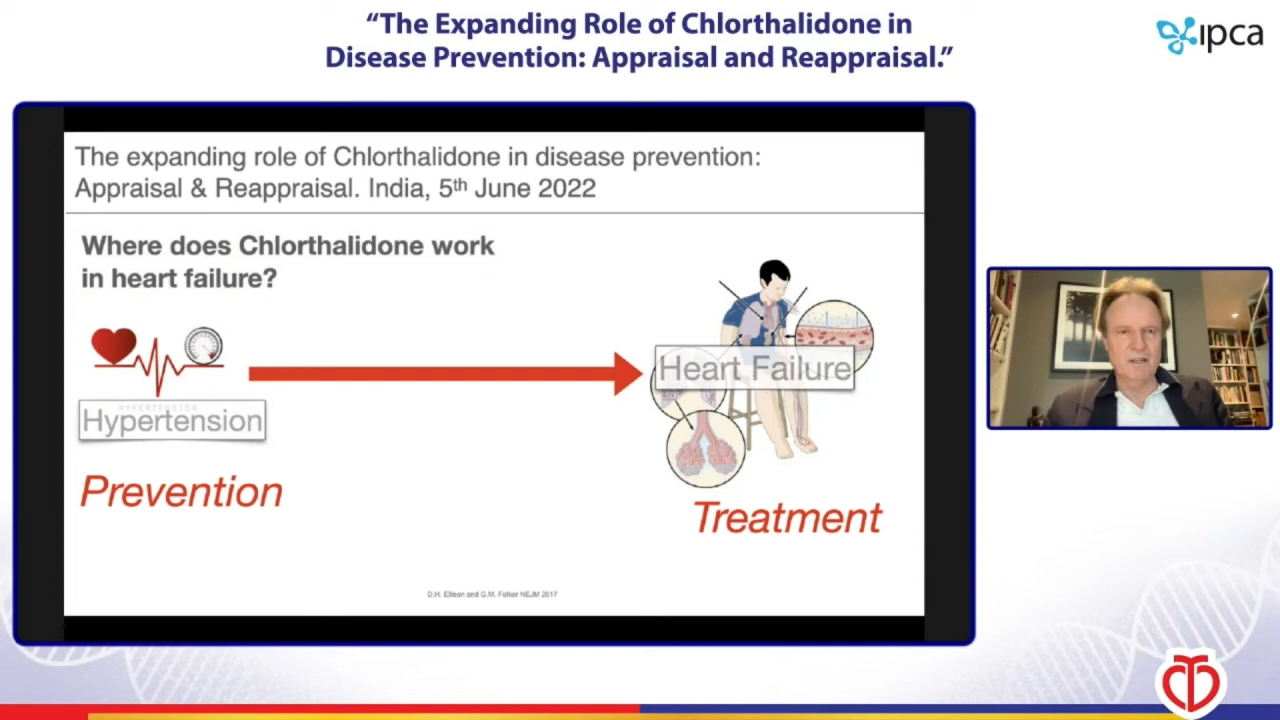 “The Expanding Role of Chlorthalidone in
Disease Prevention: Appraisal and Reappraisal.”
ipca
The expanding role of Chlorthalidone in disease prevention:
Appraisal & Reappraisal. India, 5th June 2022
Where does Chlorthalidone work
in heart failure?
Heart Failure
HYPERTENSION
Hypertension
Prevention
Treatment
D.H. Ellison and G.M. Felker NEJM 2017